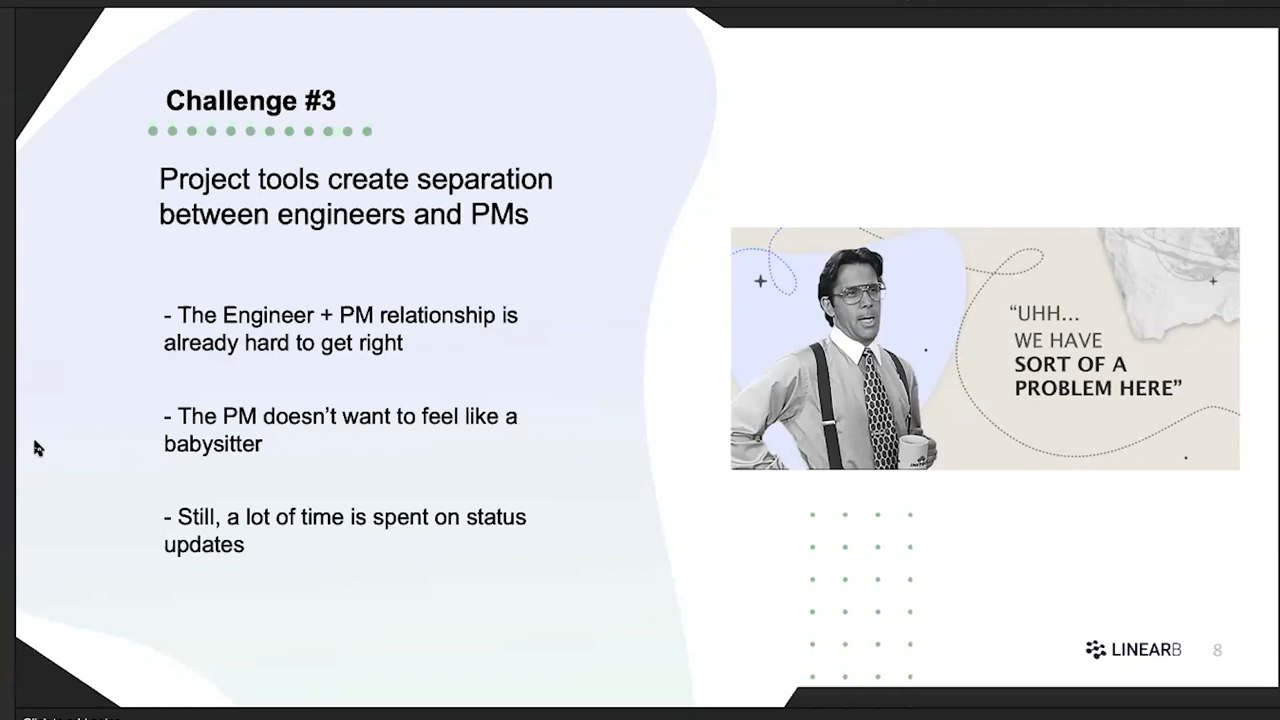 Challenge #3
Project tools create separation
between engineers and PMs
- The Engineer + PM relationship is
already hard to get right
- The PM doesn’t want to feel like a
babysitter
- Still, a lot of time is spent on status
updates
“UHH...
WE HAVE
SORT OF A
PROBLEM HERE”
LINEARB
8